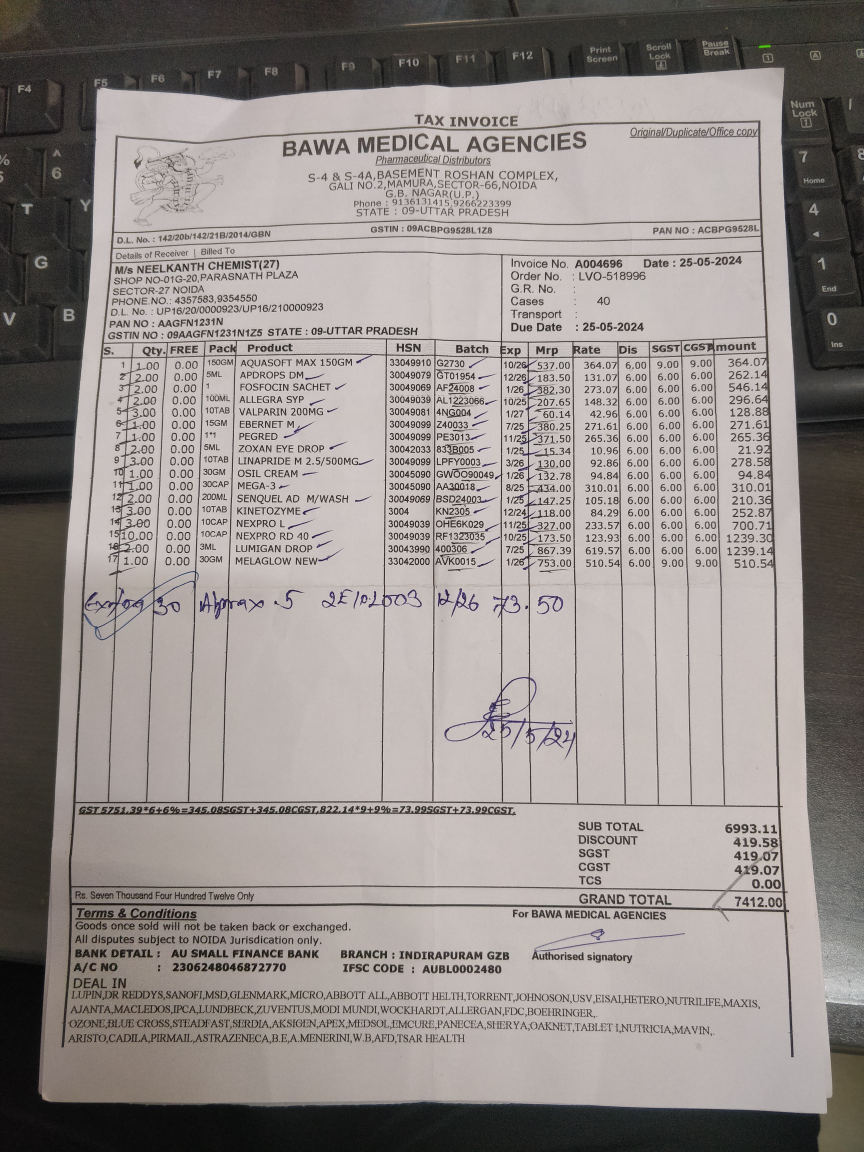 TAX INVOICE
Original/Duplicate/Office copy
BAWA MEDICAL AGENCIES
Pharmaceutical Distributors
S-4 & S-4A,BASEMENT ROSHAN COMPLEX,
GALI NO.2,MAMURA,SECTOR-66,NOIDA
G.B. NAGAR(U.P.)
Phone : 9136131415,9266223399
STATE : 09-UTTAR PRADESH
D.L. No. : 142/20b/142/21B/2014/GBN GSTIN : 09ACBPG9528L1Z8 PAN NO : ACBPG9528L
Details of Receiver | Billed To
M/s NEELKANTH CHEMIST(27)
SHOP NO-01G-20,PARASNATH PLAZA
SECTOR-27 NOIDA
PHONE.NO.: 4357583,9354550
D.L. No : UP16/20/0000923/UP16/210000923
PAN NO : AAGFN1231N
GSTIN NO :09AAGFN1231N1Z5 STATE : 09-UTTAR PRADESH
Invoice No. A004696 Date : 25-05-2024
Order No. : LVO-518996
G.R. No. :
Cases : 40
Transport :
Due Date : 25-05-2024
S. Qty. FREE Pack Product HSN Batch Exp Mrp Rate Dis SGST CGST Amount
1 1.00 0.00 150GM AQUASOFT MAX 150GM 33049910 G2730 10/26 537.00 364.07 6.00 9.00 9.00 364.07
2 2.00 0.00 5ML APDROPS DM 30049079 GT01954 12/26 183.50 131.07 6.00 6.00 6.00 262.14
3 2.00 0.00 1 FOSFOCIN SACHET 30049069 AF24008 1/26 382.30 273.07 6.00 6.00 6.00 546.14
4 2.00 0.00 100ML ALLEGRA SYP 30049039 AL1223066 10/25 207.65 148.32 6.00 6.00 6.00 296.64
5 3.00 0.00 10TAB VALPARIN 200MG 30049081 4NG004 1/27 60.14 42.96 6.00 6.00 6.00 128.88
6 1.00 0.00 15GM EBERNET M 30049099 Z40033 7/25 380.25 271.61 6.00 6.00 6.00 271.61
7 1.00 0.00 1*1 PEGRED 30049099 PE3013 11/25 371.50 265.36 6.00 6.00 6.00 265.36
8 2.00 0.00 5ML ZOXAN EYE DROP 30042033 833B005 1/25 15.34 10.96 6.00 6.00 6.00 21.92
9 3.00 0.00 10TAB LINAPRIDE M 2.5/500MG 30049099 LPFY0003 3/26 130.00 92.86 6.00 6.00 6.00 278.58
10 1.00 0.00 30GM OSIL CREAM 30045090 GWOO90049 1/26 132.78 94.84 6.00 6.00 6.00 94.84
11 1.00 0.00 30CAP MEGA-3 30045090 AA30018 8/25 434.00 310.01 6.00 6.00 6.00 310.01
12 2.00 0.00 200ML SENQUEL AD M/WASH 30049069 BSD24003 1/25 147.25 105.18 6.00 6.00 6.00 210.36
13 3.00 0.00 10TAB KINETOZYME 3004 KN2305 12/24 118.00 84.29 6.00 6.00 6.00 252.87
14 3.00 0.00 10CAP NEXPRO L 30049039 OHE6K029 11/25 327.00 233.57 6.00 6.00 6.00 700.71
15 10.00 0.00 10CAP NEXPRO RD 40 30049039 RF1323035 10/25 173.50 123.93 6.00 6.00 6.00 1239.30
16 2.00 0.00 3ML LUMIGAN DROP 30043990 400306 7/25 867.39 619.57 6.00 6.00 6.00 1239.14
17 1.00 0.00 30GM MELAGLOW NEW 33042000 AVK0015 1/26 753.00 510.54 6.00 9.00 9.00 510.54
30 Alprax .5 12/26 73.50
25/5/24
GST 5751.39*6+6%=345.08SGST+345.08CGST,822.14*9+9%=73.99SGST+73.99CGST.
SUB TOTAL 6993.11
DISCOUNT 419.58
SGST 419.07
CGST 419.07
TCS 0.00
Rs. Seven Thousand Four Hundred Twelve Only GRAND TOTAL 7412.00
Terms & Conditions For BAWA MEDICAL AGENCIES
Goods once sold will not be taken back or exchanged.
All disputes subject to NOIDA Jurisdication only.
BANK DETAIL : AU SMALL FINANCE BANK BRANCH : INDIRAPURAM GZB Authorised signatory
A/C NO : 2306248046872770 IFSC CODE : AUBL0002480
DEAL IN
LUPIN,DR REDDYS,SANOFI,MSD,GLENMARK,MICRO,ABBOTT ALL,ABBOTT HELTH,TORRENT,JOHNOSON,USV,EISAI,HETERO,NUTRILIFE,MAXIS,
AJANTA,MACLEDOS,IPCA,LUNDBECK,ZUVENTUS,MODI MUNDI,WOCKHARDT,ALLERGAN,FDC,BOEHRINGER,.
OZONE,BLUE CROSS,STEADFAST,SERDIA,AKSIGEN,APEX,MEDSOL,EMCURE,PANECEA,SHERYA,OAKNET,TABLET I,NUTRICIA,MAVIN,.
ARISTO,CADILA,PIRMAIL,ASTRAZENECA,B.E,A.MENERINI,W.B,AFD,TSAR HEALTH
F4
F5
F6
F7
F8
F9
F10
F11
F12
Print Screen
Scroll Lock
Pause Break
Num Lock
7 Home
4
1 End
0 Ins
6
T
Y
G
V
B